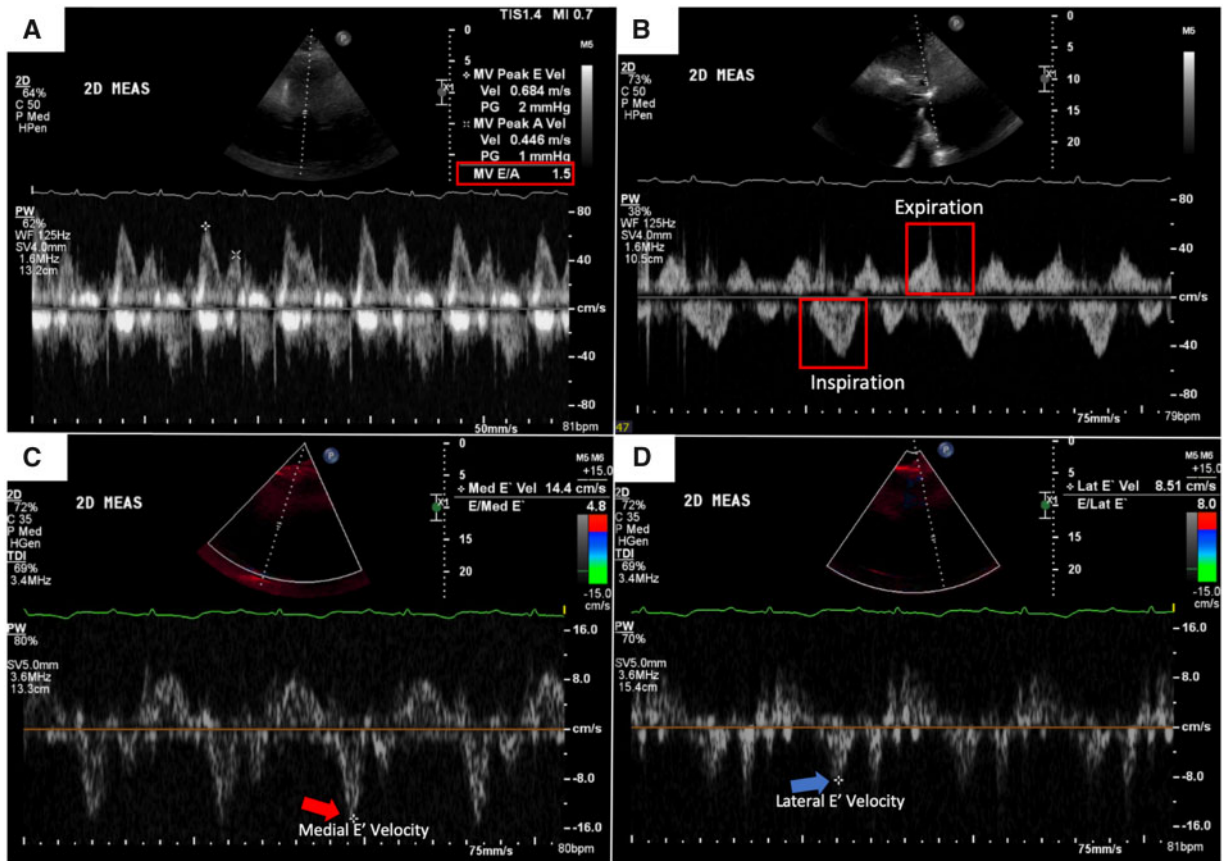 A
TIS1.4 MI 0.7
M5
2D
64%
C 50
P Med
HPen
2D MEAS
P
0
5
10
X1
MV Peak E Vel
Vel 0.684 m/s
PG 2 mmHg
MV Peak A Vel
Vel 0.446 m/s
PG 1 mmHg
MV E/A 1.5
PW
62%
WF 125Hz
SV4.0mm
1.6MHz
13.2cm
80
40
cm/s
-40
-80
50mm/s
81bpm
B
M5
2D
73%
C 50
P Med
HPen
2D MEAS
P
0
5
10
15
20
X1
PW
38%
WF 125Hz
SV4.0mm
1.6MHz
10.5cm
Expiration
Inspiration
80
40
cm/s
-40
-80
47
75mm/s
79bpm
C
M5 M6
+15.0
2D
72%
C 35
P Med
HGen
TDI
69%
3.4MHz
2D MEAS
P
0
5
10
15
20
X1
Med E` Vel 14.4 cm/s
E/Med E` 4.8
-15.0
cm/s
PW
80%
SV5.0mm
3.6MHz
13.3cm
16.0
8.0
cm/s
-8.0
-16.0
Medial E' Velocity
75mm/s
80bpm
D
M5 M6
+15.0
2D
72%
C 35
P Med
HGen
TDI
69%
3.4MHz
2D MEAS
P
0
5
10
15
20
X1
Lat E` Vel 8.51 cm/s
E/Lat E` 8.0
-15.0
cm/s
PW
70%
SV5.0mm
3.6MHz
15.4cm
16.0
8.0
cm/s
-8.0
-16.0
Lateral E' Velocity
75mm/s
81bpm